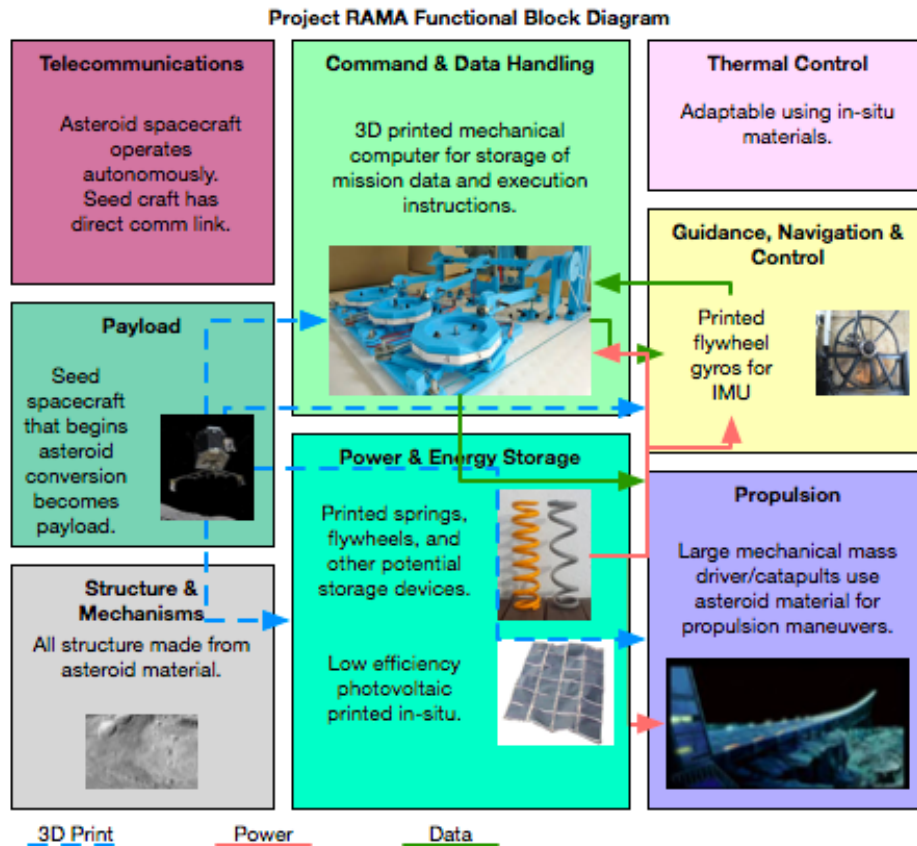 Project RAMA Functional Block Diagram
Telecommunications
Asteroid spacecraft
operates
autonomously.
Seed craft has
direct comm link.
Command & Data Handling
3D printed mechanical
computer for storage of
mission data and execution
instructions.
Thermal Control
Adaptable using in-situ
materials.
Guidance, Navigation &
Control
Printed
flywheel
gyros for
IMU
Payload
Seed
spacecraft
that begins
asteroid
conversion
becomes
payload.
Power & Energy Storage
Printed springs,
flywheels, and
other potential
storage devices.
Low efficiency
photovoltaic
printed in-situ.
Propulsion
Large mechanical mass
driver/catapults use
asteroid material for
propulsion maneuvers.
Structure &
Mechanisms
All structure made from
asteroid material.
3D Print
Power
Data